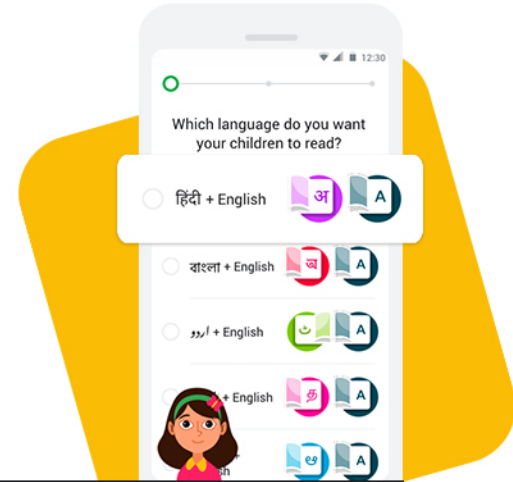 12:30
Which language do you want
your children to read?
हिंदी + English अ A
বাংলা + English অ A
اردو + English A
+ English த A
+
A